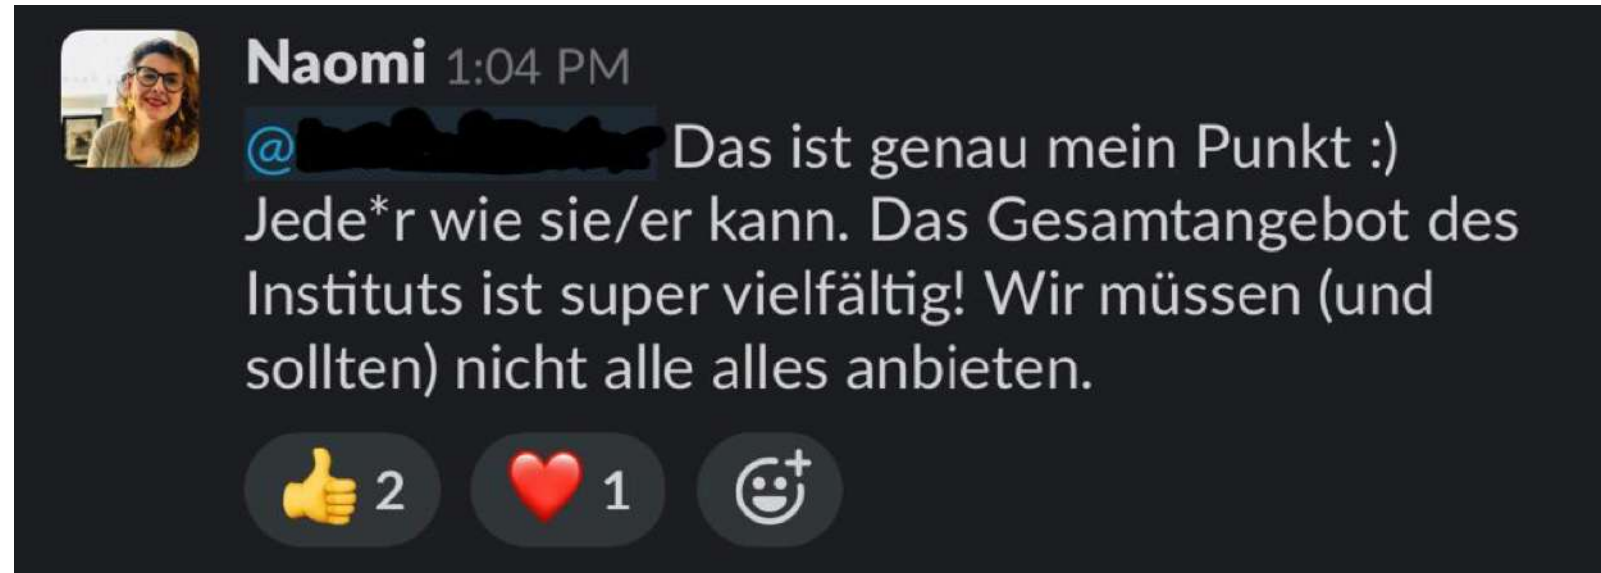 Naomi 1:04 PM
@ Das ist genau mein Punkt :)
Jede*r wie sie/er kann. Das Gesamtangebot des
Instituts ist super vielfältig! Wir müssen (und
sollten) nicht alle alles anbieten.
👍 2 ❤️ 1